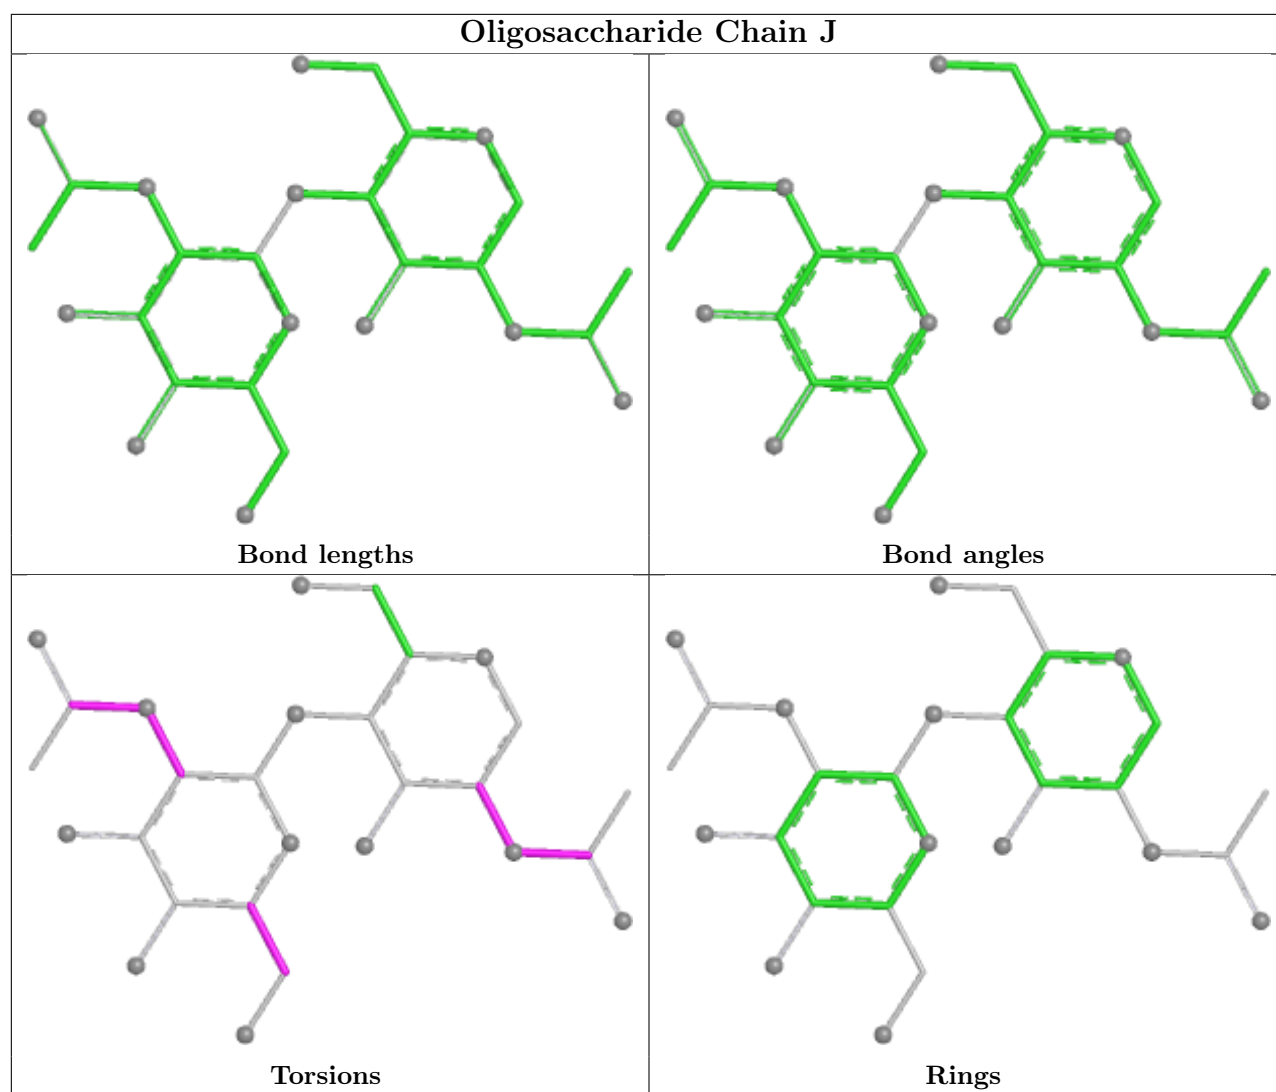 Oligosaccharide Chain J
Bond lengths
Bond angles
Torsions
Rings